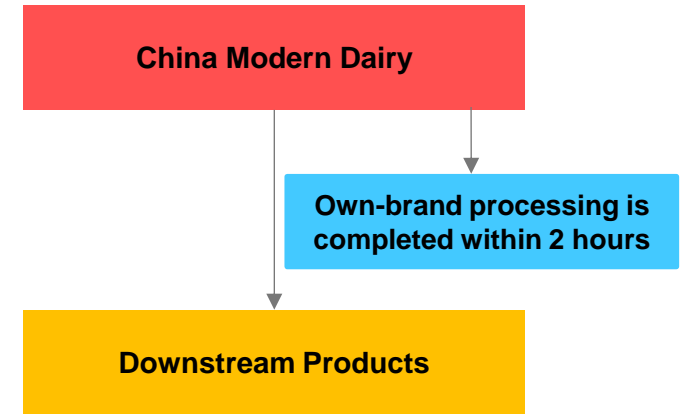 China Modern Dairy
Own-brand processing is
completed within 2 hours
Downstream Products